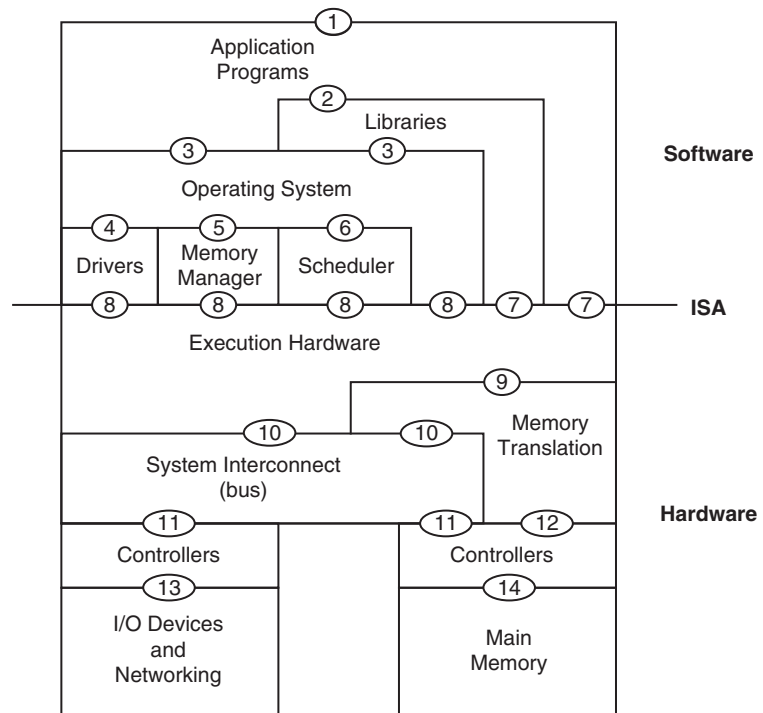 1
Application
Programs
2
Libraries
Software
3
3
Operating System
4
5
6
Drivers
Memory
Manager
Scheduler
8
8
8
8
7
7
ISA
Execution Hardware
9
Memory
Translation
10
10
System Interconnect
(bus)
Hardware
11
11
12
Controllers
Controllers
13
14
I/O Devices
and
Networking
Main
Memory